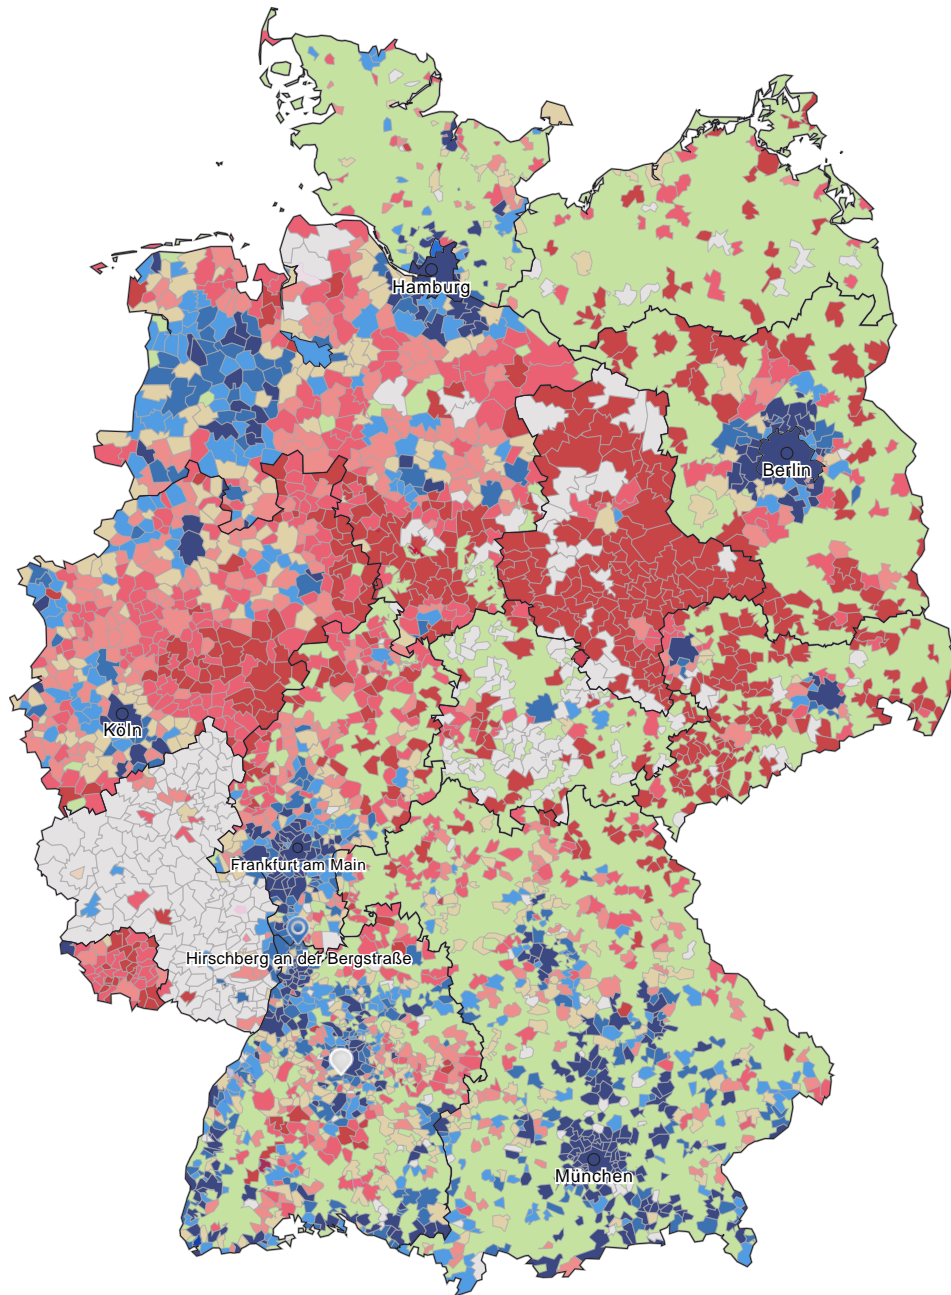 Hamburg
Berlin
Köln
Frankfurt am Main
Hirschberg an der Bergstraße
München